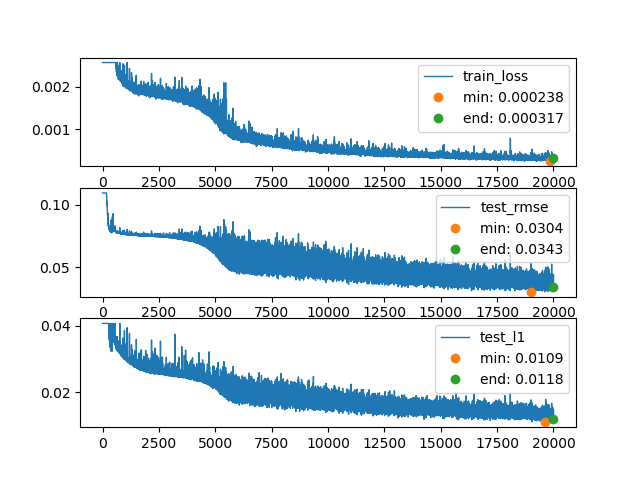 0.002
0.001
train_loss
min: 0.000238
end: 0.000317
0 2500 5000 7500 10000 12500 15000 17500 20000
0.10
0.05
test_rmse
min: 0.0304
end: 0.0343
0 2500 5000 7500 10000 12500 15000 17500 20000
0.04
0.02
test_l1
min: 0.0109
end: 0.0118
0 2500 5000 7500 10000 12500 15000 17500 20000